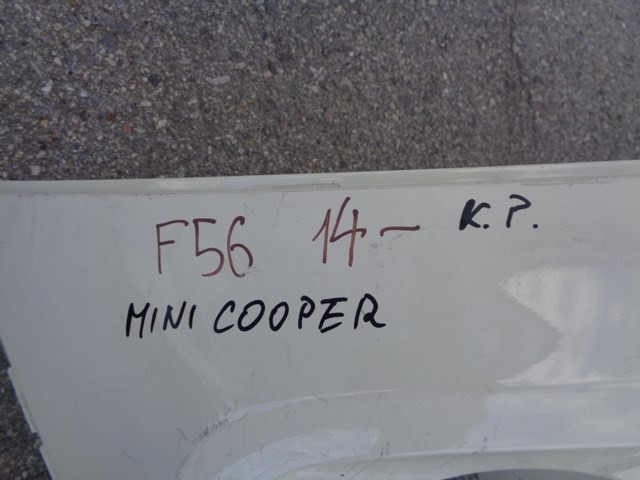 F56 14- K.P.
MINI COOPER